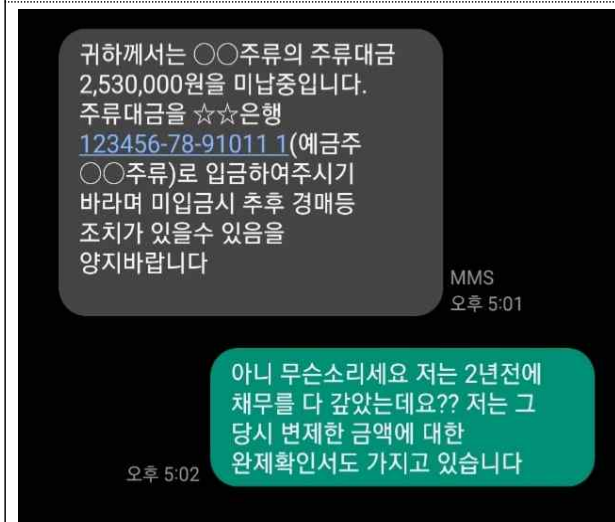 귀하께서는 ○○주류의 주류대금
2,530,000원을 미납중입니다.
주류대금을 ☆☆은행
123456-78-91011 1(예금주
○○주류)로 입금하여주시기
바라며 미입금시 추후 경매등
조치가 있을수 있음을
양지바랍니다
MMS
오후 5:01
아니 무슨소리세요 저는 2년전에
채무를 다 갚았는데요?? 저는 그
당시 변제한 금액에 대한
완제확인서도 가지고 있습니다
오후 5:02